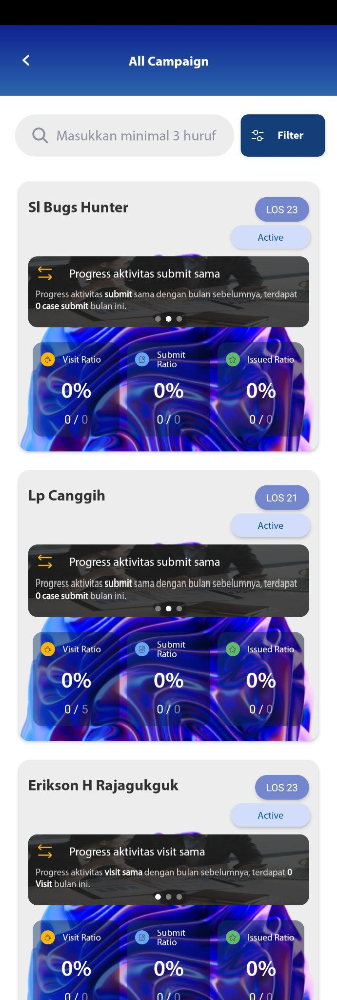 All Campaign
Masukkan minimal 3 huruf
Filter
Sl Bugs Hunter
LOS 23
Active
Progress aktivitas submit sama
Progress aktivitas submit sama dengan bulan sebelumnya, terdapat
0 case submit bulan ini.
Visit Ratio
Submit
Ratio
Issued Ratio
0%
0%
0%
0 / 0
0 / 0
0 / 0
Lp Canggih
LOS 21
Active
Progress aktivitas submit sama
Progress aktivitas submit sama dengan bulan sebelumnya, terdapat
0 case submit bulan ini.
Visit Ratio
Submit
Ratio
Issued Ratio
0%
0%
0%
0 / 5
0 / 0
0 / 0
Erikson H Rajagukguk
LOS 23
Active
Progress aktivitas visit sama
Progress aktivitas visit sama dengan bulan sebelumnya, terdapat 0
Visit bulan ini.
Visit Ratio
Submit
Ratio
Issued Ratio
0%
0%
0%
0 / 0
0 / 0
0 / 0